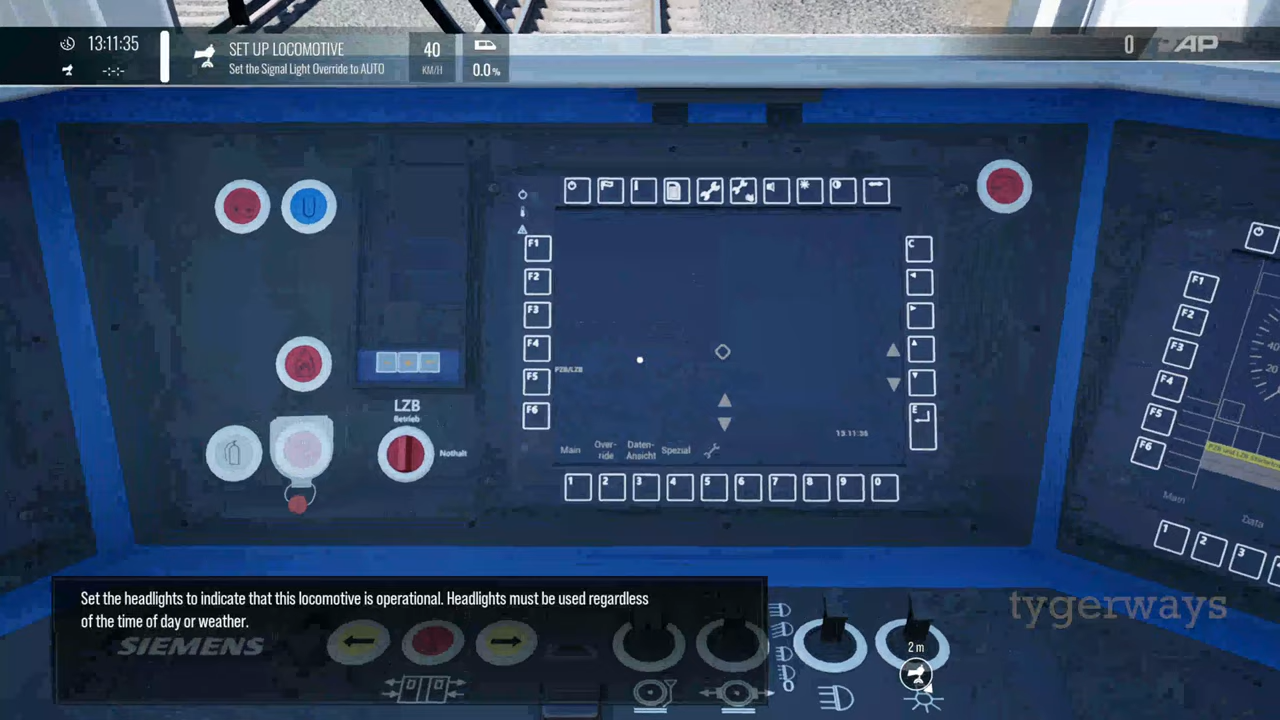 13:11:35
-:-:-
SET UP LOCOMOTIVE
Set the Signal Light Override to AUTO
40
KM/H
0.0%
0
AP
F1
F2
F3
F4
F5
F6
PZB/LZB
C
E
13:11:35
Main
Over-
ride
Daten-
Ansicht
Spezial
1 2 3 4 5 6 7 8 9 0
LZB
Betrieb
Nothalt
F1
F2
F3
F4
F5
F6
40
20
Main
Data
1 2 3
Set the headlights to indicate that this locomotive is operational. Headlights must be used regardless
of the time of day or weather.
SIEMENS
tygerways
2 m